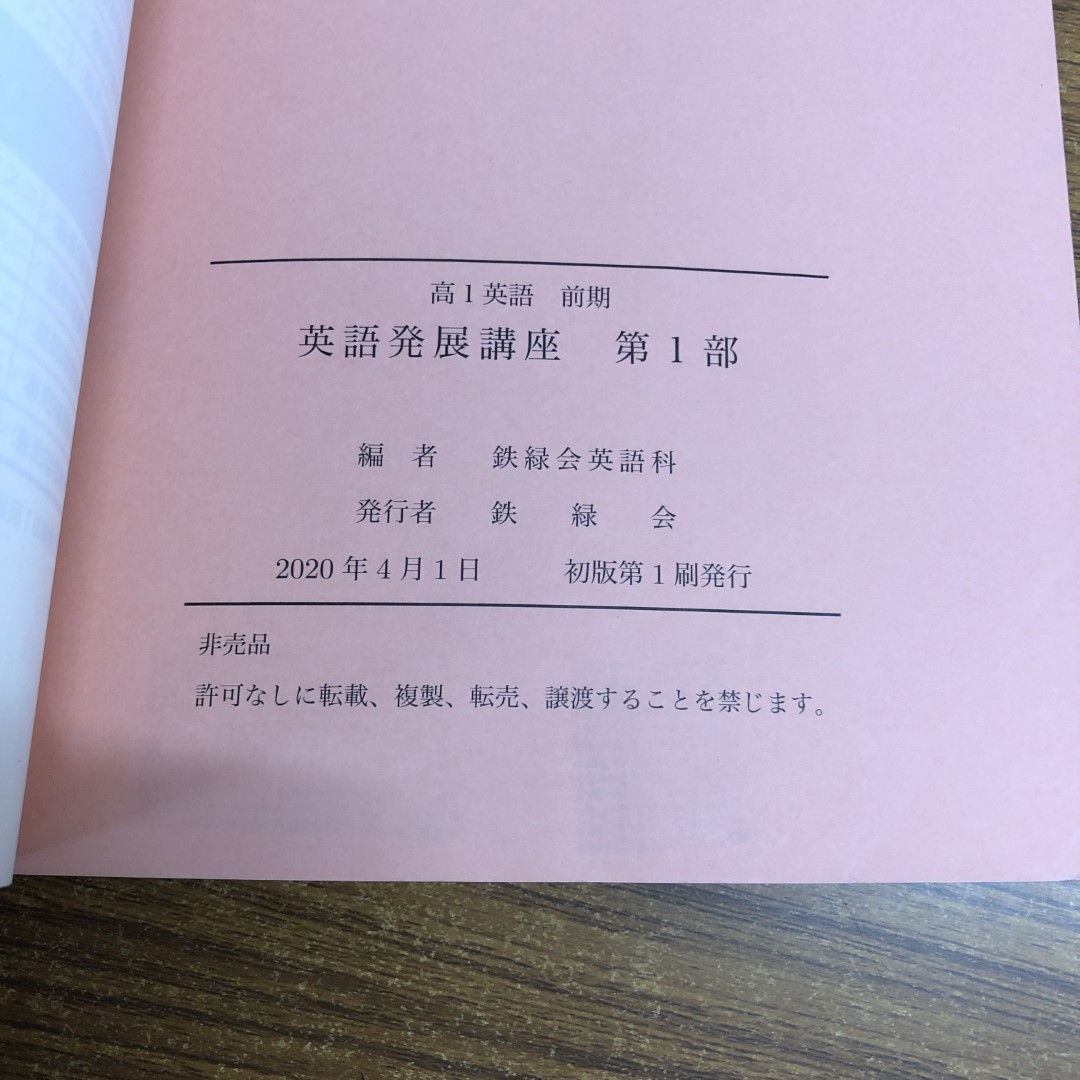 高1英語 前期
英語発展講座 第1部
編 者 鉄緑会英語科
発行者 鉄 緑 会
2020年4月1日 初版第1刷発行
非売品
許可なしに転載、複製、転売、譲渡することを禁じます。